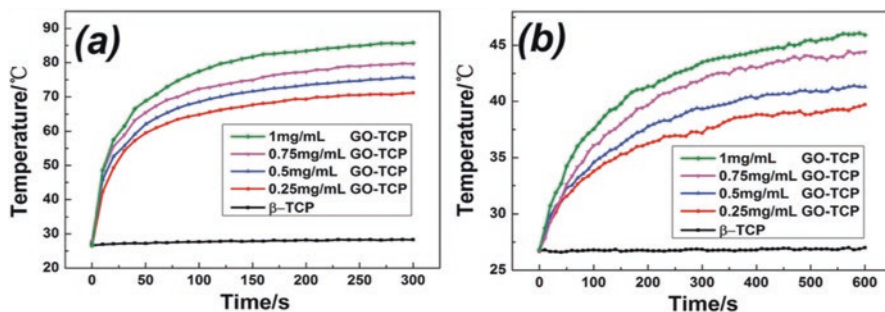 (a)
Temperature/℃
90
80
70
60
50
40
30
20
1mg/mL GO-TCP
0.75mg/mL GO-TCP
0.5mg/mL GO-TCP
0.25mg/mL GO-TCP
β-TCP
0 50 100 150 200 250 300
Time/s
(b)
Temperature/℃
45
40
35
30
25
1mg/mL GO-TCP
0.75mg/mL GO-TCP
0.5mg/mL GO-TCP
0.25mg/mL GO-TCP
β-TCP
0 100 200 300 400 500 600
Time/s